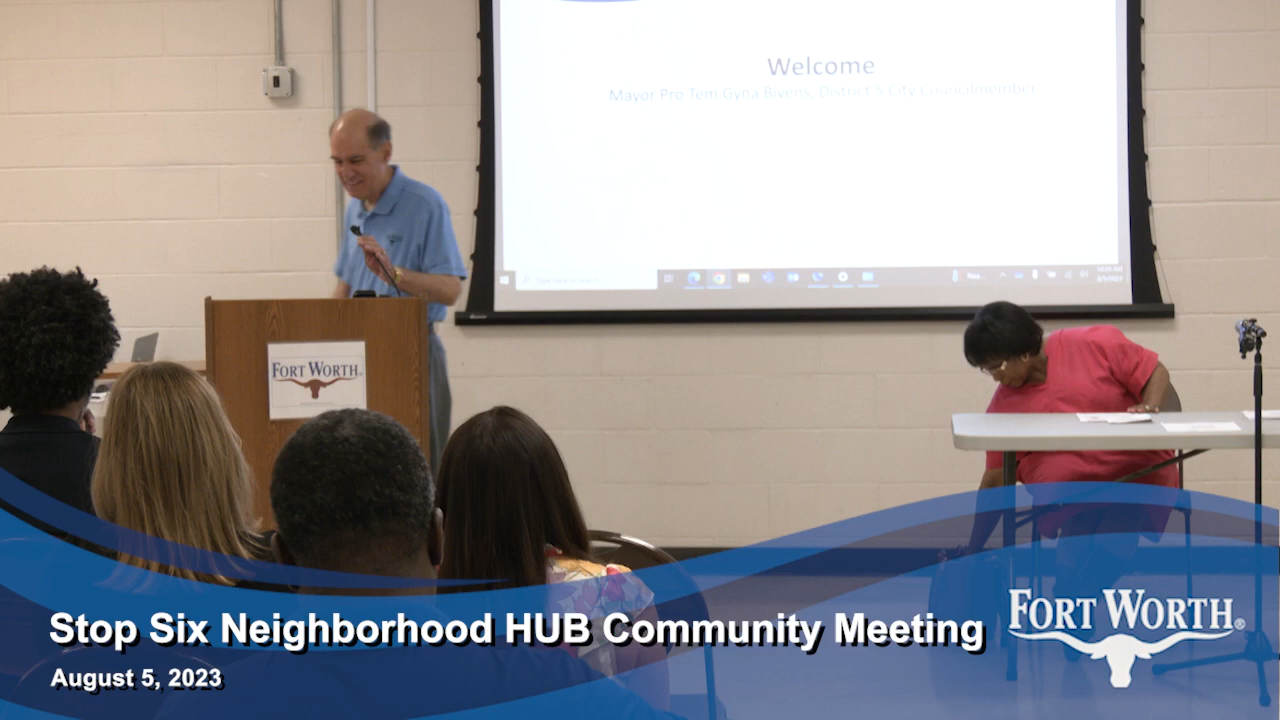 Welcome
Mayor Pro Tem Gyna Bivens, District 5 City Councilmember
FORT WORTH®
Stop Six Neighborhood HUB Community Meeting
August 5, 2023
FORT WORTH®